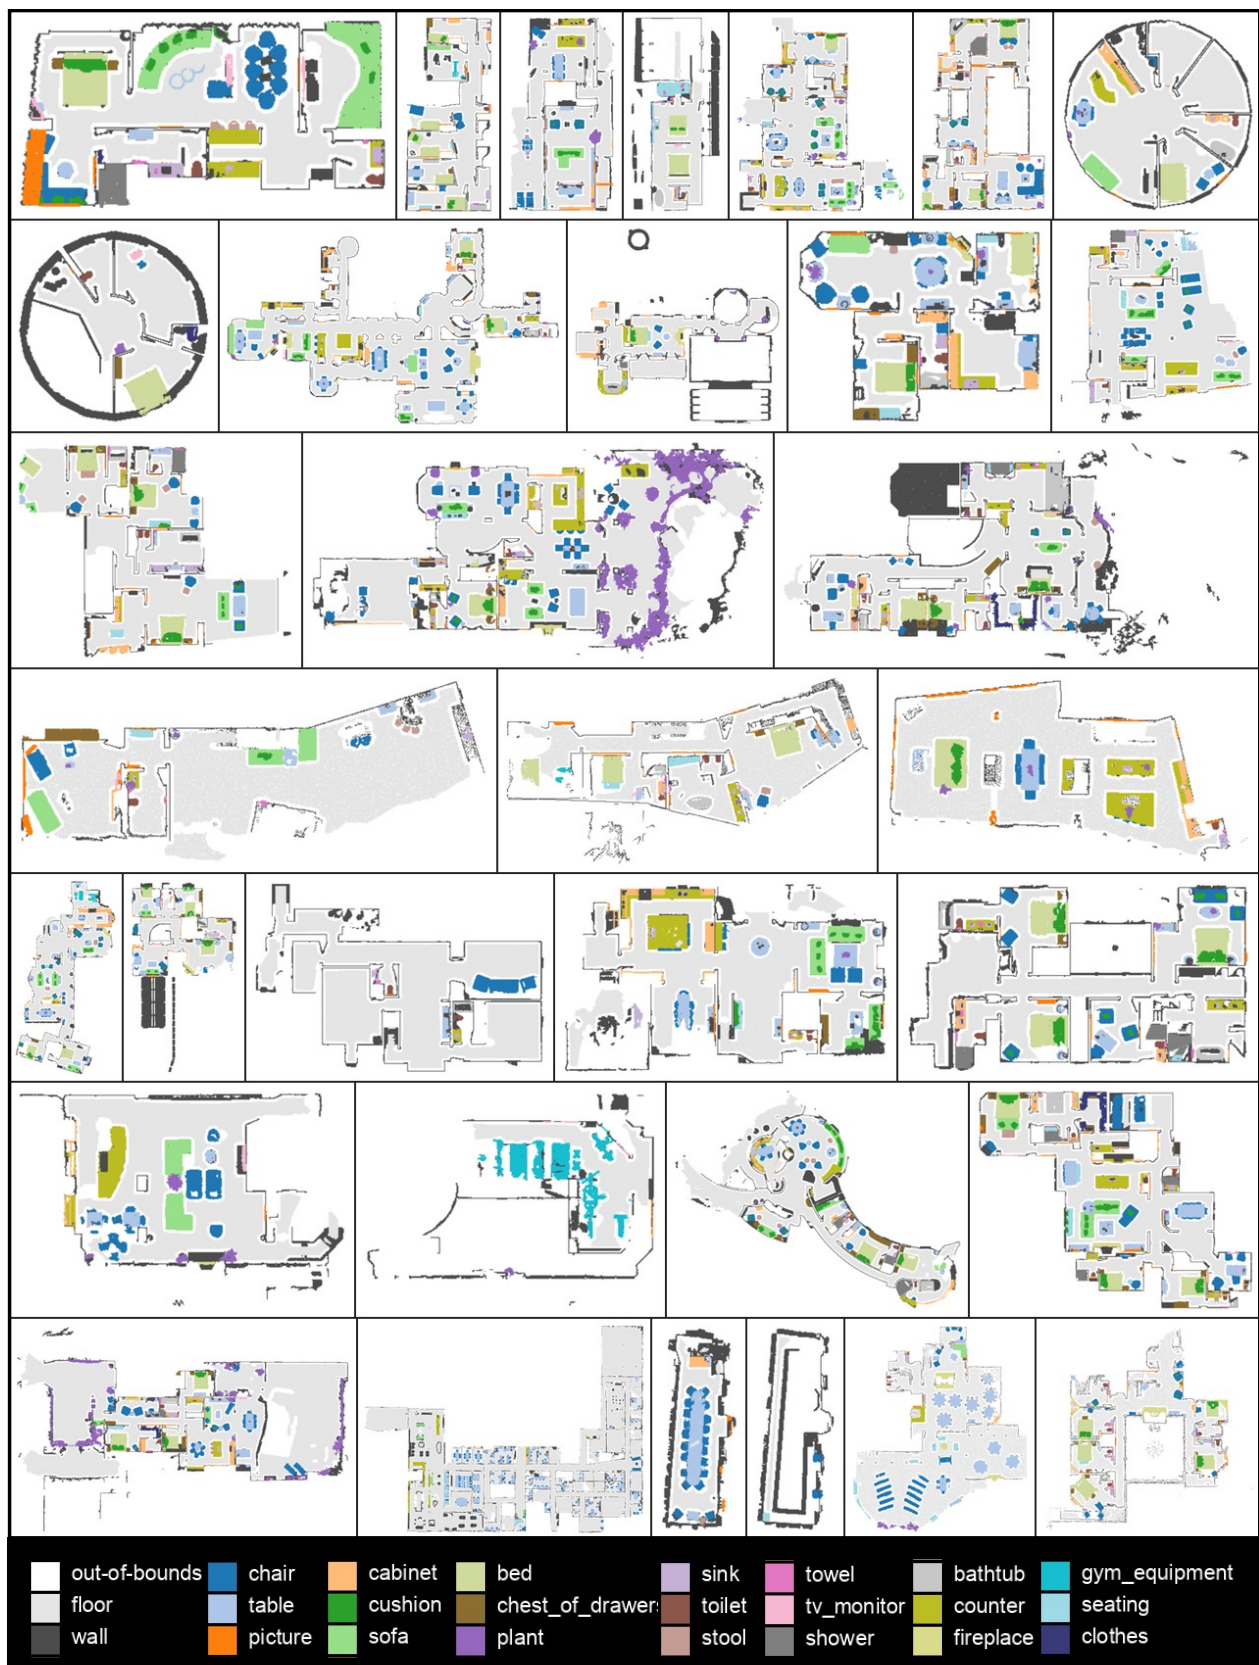 out-of-bounds chair cabinet bed sink towel bathtub gym_equipment
floor table cushion chest_of_drawers toilet tv_monitor counter seating
wall picture sofa plant stool shower fireplace clothes